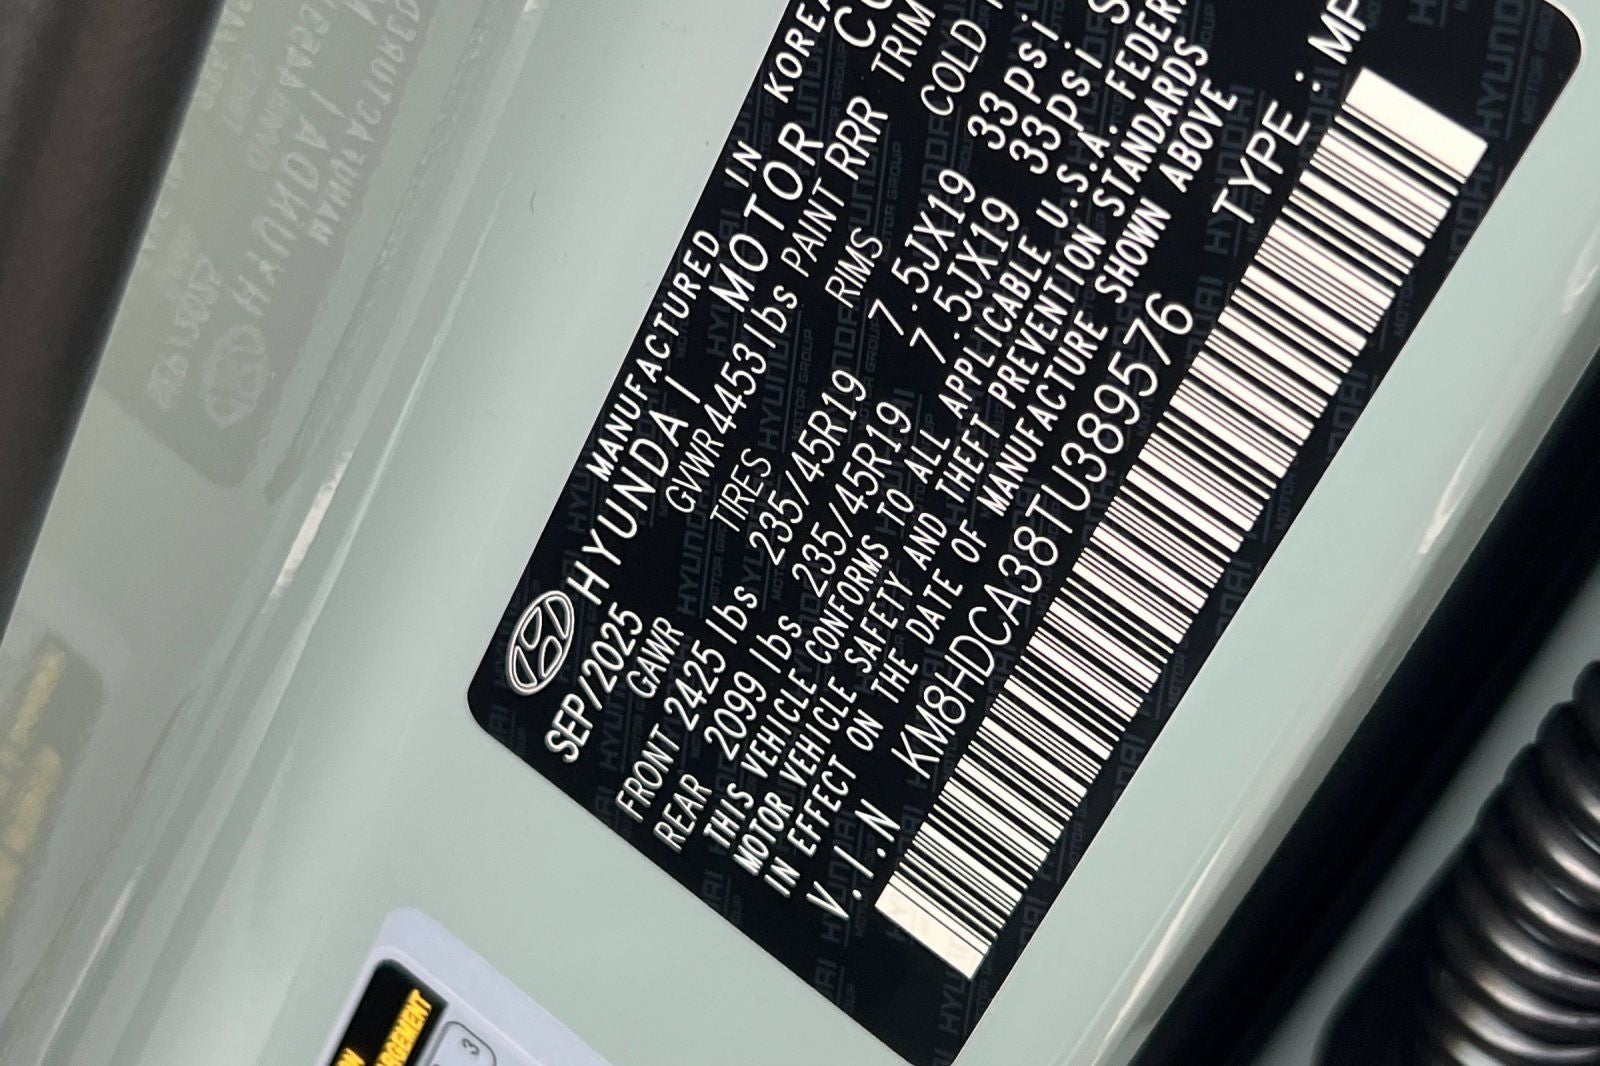 MANUFACTURED IN KOREA
HYUNDAI MOTOR CO
SEP/2025 GVWR 4453 lbs PAINT RRR TRIM
GAWR TIRES RIMS COLD
FRONT 2425 lbs 235/45R19 7.5JX19 33psi
REAR 2099 lbs 235/45R19 7.5JX19 33psi
THIS VEHICLE CONFORMS TO ALL APPLICABLE U.S.A. FEDERAL
MOTOR VEHICLE SAFETY AND THEFT PREVENTION STANDARDS
IN EFFECT ON THE DATE OF MANUFACTURE SHOWN ABOVE
V.I.N KM8HDCA38TU389576 TYPE : MP
3